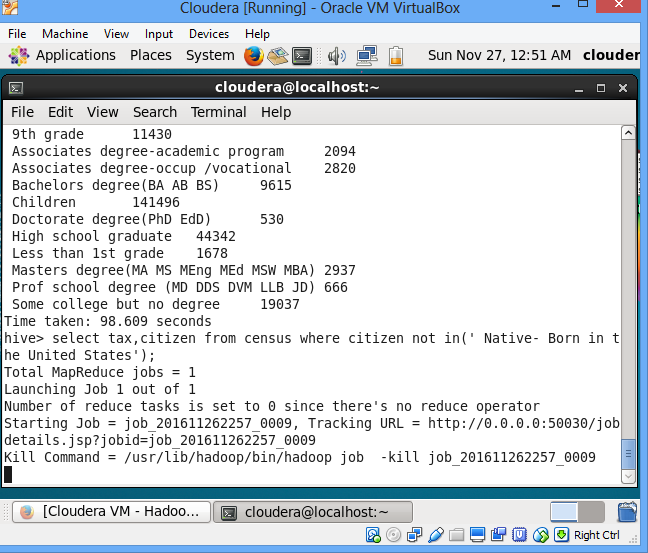 Cloudera [Running] - Oracle VM VirtualBox
File Machine View Input Devices Help
Applications Places System Sun Nov 27, 12:51 AM clouder
cloudera@localhost:~
File Edit View Search Terminal Help
9th grade 11430
Associates degree-academic program 2094
Associates degree-occup /vocational 2820
Bachelors degree(BA AB BS) 9615
Children 141496
Doctorate degree(PhD EdD) 530
High school graduate 44342
Less than 1st grade 1678
Masters degree(MA MS MEng MEd MSW MBA) 2937
Prof school degree (MD DDS DVM LLB JD) 666
Some college but no degree 19037
Time taken: 98.609 seconds
hive> select tax,citizen from census where citizen not in(' Native- Born in t
he United States');
Total MapReduce jobs = 1
Launching Job 1 out of 1
Number of reduce tasks is set to 0 since there's no reduce operator
Starting Job = job_201611262257_0009, Tracking URL = http://0.0.0.0:50030/job
details.jsp?jobid=job_201611262257_0009
Kill Command = /usr/lib/hadoop/bin/hadoop job  -kill job_201611262257_0009
[Cloudera VM - Hadoo... cloudera@localhost:~
Right Ctrl